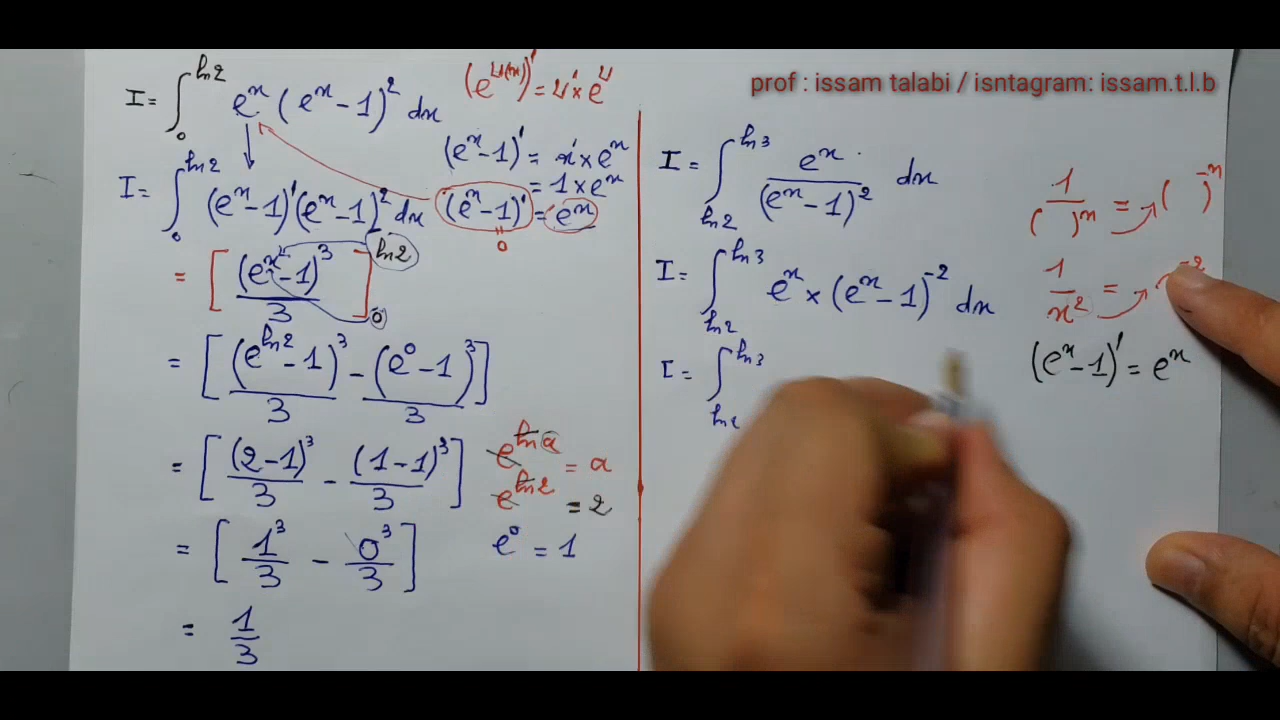 I = ∫₀^ln2 eˣ (eˣ - 1)² dx
(e^u(x))' = u' × e^u
(eˣ - 1)' = x' × eˣ
= 1 × eˣ
I = ∫₀^ln2 (eˣ - 1)' (eˣ - 1)² dx
(eˣ - 1)' = eˣ
0
= [ (eˣ - 1)³ / 3 ] ln2 0
= [ (e^ln2 - 1)³ / 3 - (e⁰ - 1)³ / 3 ]
= [ (2 - 1)³ / 3 - (1 - 1)³ / 3 ]
e^ln a = a
e^ln2 = 2
= [ 1³ / 3 - 0³ / 3 ]
e⁰ = 1
= 1 / 3
prof : issam talabi / isntagram: issam.t.l.b
I = ∫_ln2^ln3 eˣ / (eˣ - 1)² dx
1 / ( )ⁿ = ( )⁻ⁿ
I = ∫_ln2^ln3 eˣ × (eˣ - 1)⁻² dx
1 / x² = ⁻²
(eˣ - 1)' = eˣ
I = ∫^ln3